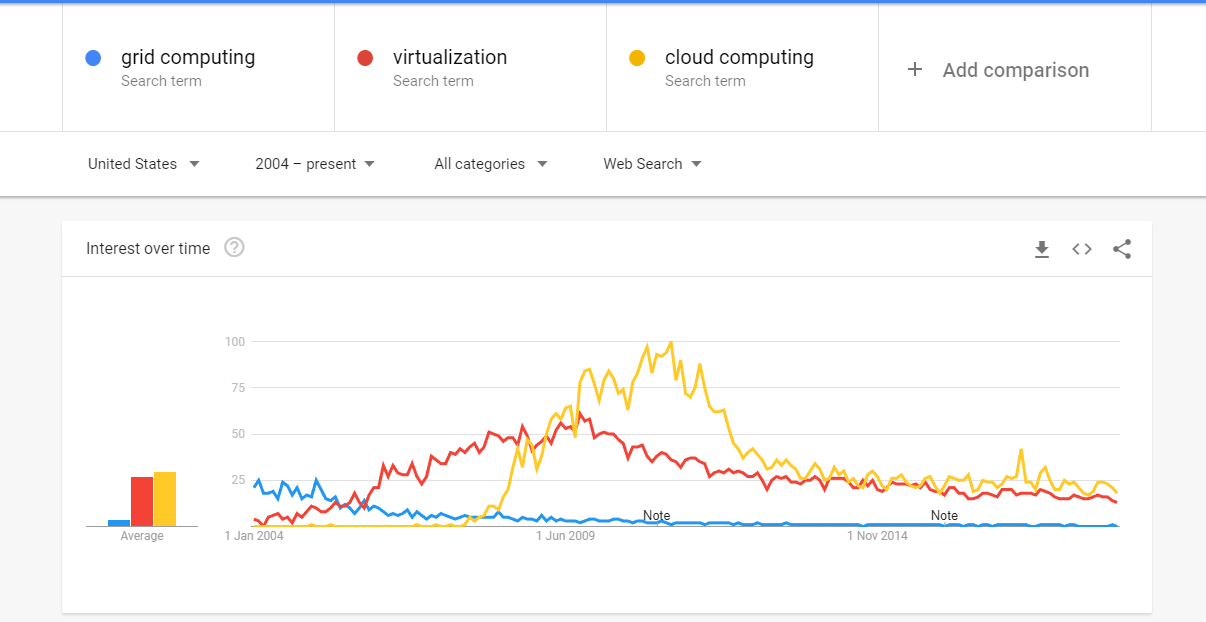 grid computing
Search term
virtualization
Search term
cloud computing
Search term
+ Add comparison
United States
2004 – present
All categories
Web Search
Interest over time ?
100
75
50
25
Note
Note
Average
1 Jan 2004
1 Jun 2009
1 Nov 2014